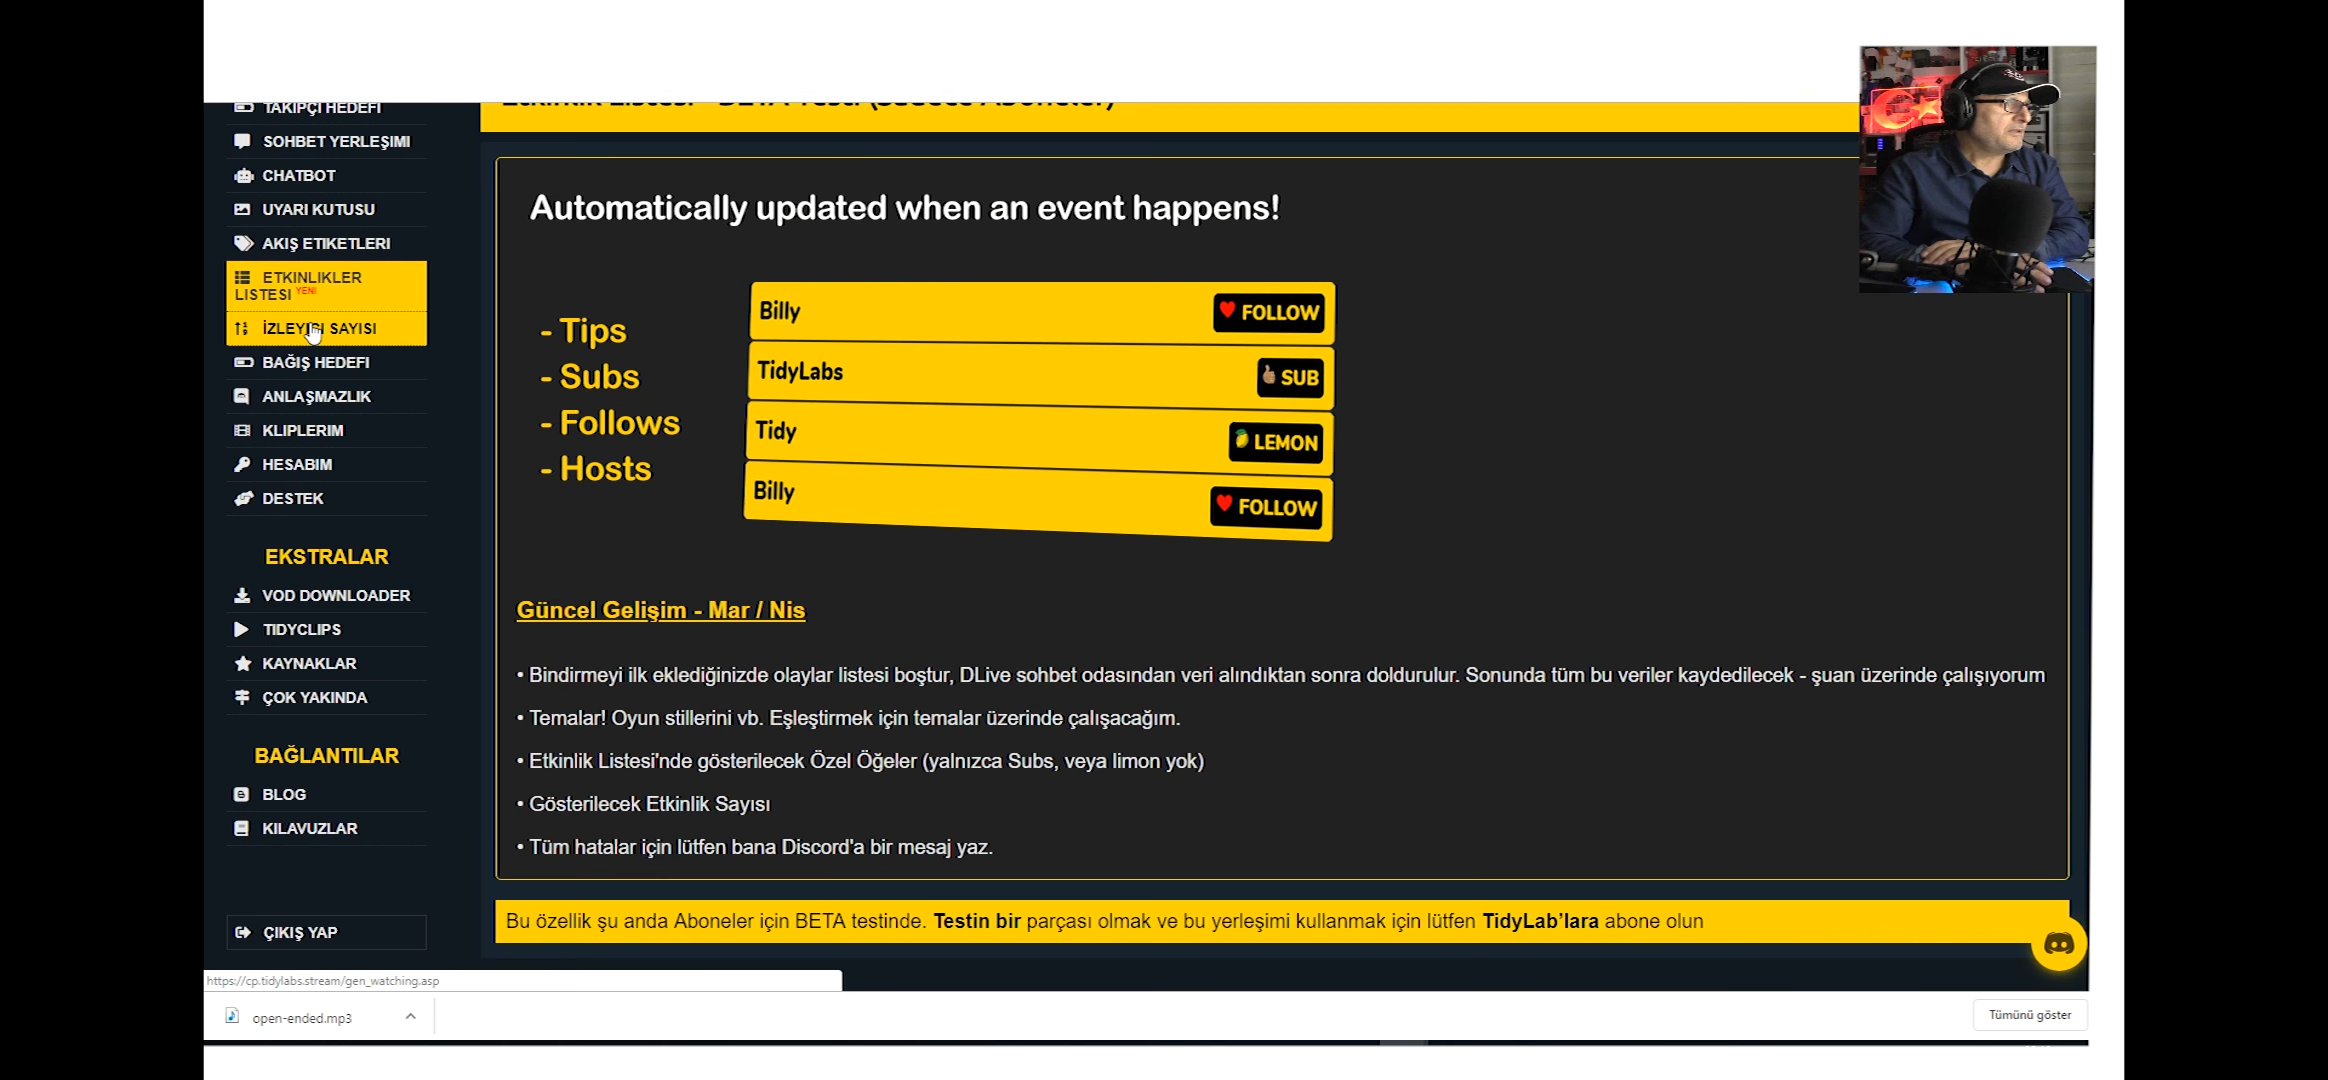 TAKIPÇI HEDEFI
SOHBET YERLEŞIMI
CHATBOT
UYARI KUTUSU
AKIŞ ETIKETLERI
ETKINLIKLER
LISTESI YENI
İZLEYICI SAYISI
BAĞIŞ HEDEFI
ANLAŞMAZLIK
KLIPLERIM
HESABIM
DESTEK
EKSTRALAR
VOD DOWNLOADER
TIDYCLIPS
KAYNAKLAR
ÇOK YAKINDA
BAĞLANTILAR
BLOG
KILAVUZLAR
ÇIKIŞ YAP
Etkinlik Listesi - BETA Testi (Sadece Aboneler)
Automatically updated when an event happens!
- Tips
- Subs
- Follows
- Hosts
Billy FOLLOW
TidyLabs SUB
Tidy LEMON
Billy FOLLOW
Güncel Gelişim - Mar / Nis
• Bindirmeyi ilk eklediğinizde olaylar listesi boştur, DLive sohbet odasından veri alındıktan sonra doldurulur. Sonunda tüm bu veriler kaydedilecek - şuan üzerinde çalışıyorum
• Temalar! Oyun stillerini vb. Eşleştirmek için temalar üzerinde çalışacağım.
• Etkinlik Listesi'nde gösterilecek Özel Öğeler (yalnızca Subs, veya limon yok)
• Gösterilecek Etkinlik Sayısı
• Tüm hatalar için lütfen bana Discord'a bir mesaj yaz.
Bu özellik şu anda Aboneler için BETA testinde. Testin bir parçası olmak ve bu yerleşimi kullanmak için lütfen TidyLab’lara abone olun
https://cp.tidylabs.stream/gen_watching.asp
open-ended.mp3
Tümünü göster